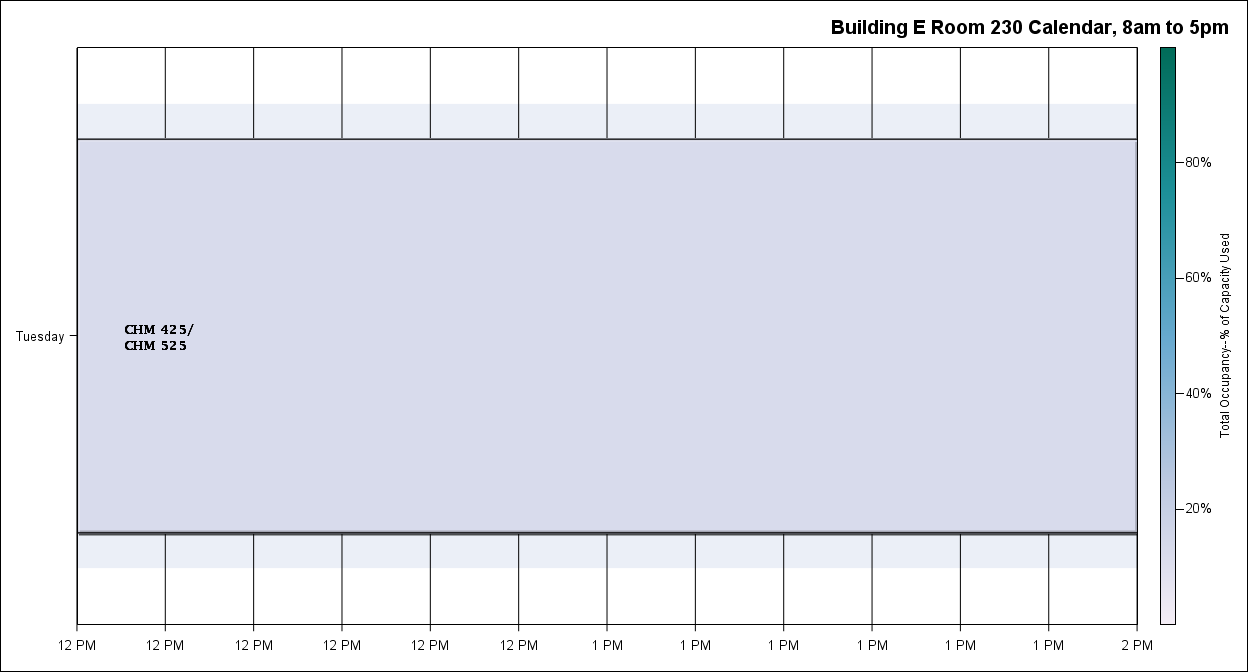 Building E Room 230 Calendar, 8am to 5pm
80%
60%
40%
20%
Total Occupancy--% of Capacity Used
Tuesday
CHM 425/
CHM 525
12 PM 12 PM 12 PM 12 PM 12 PM 12 PM 1 PM 1 PM 1 PM 1 PM 1 PM 1 PM 2 PM